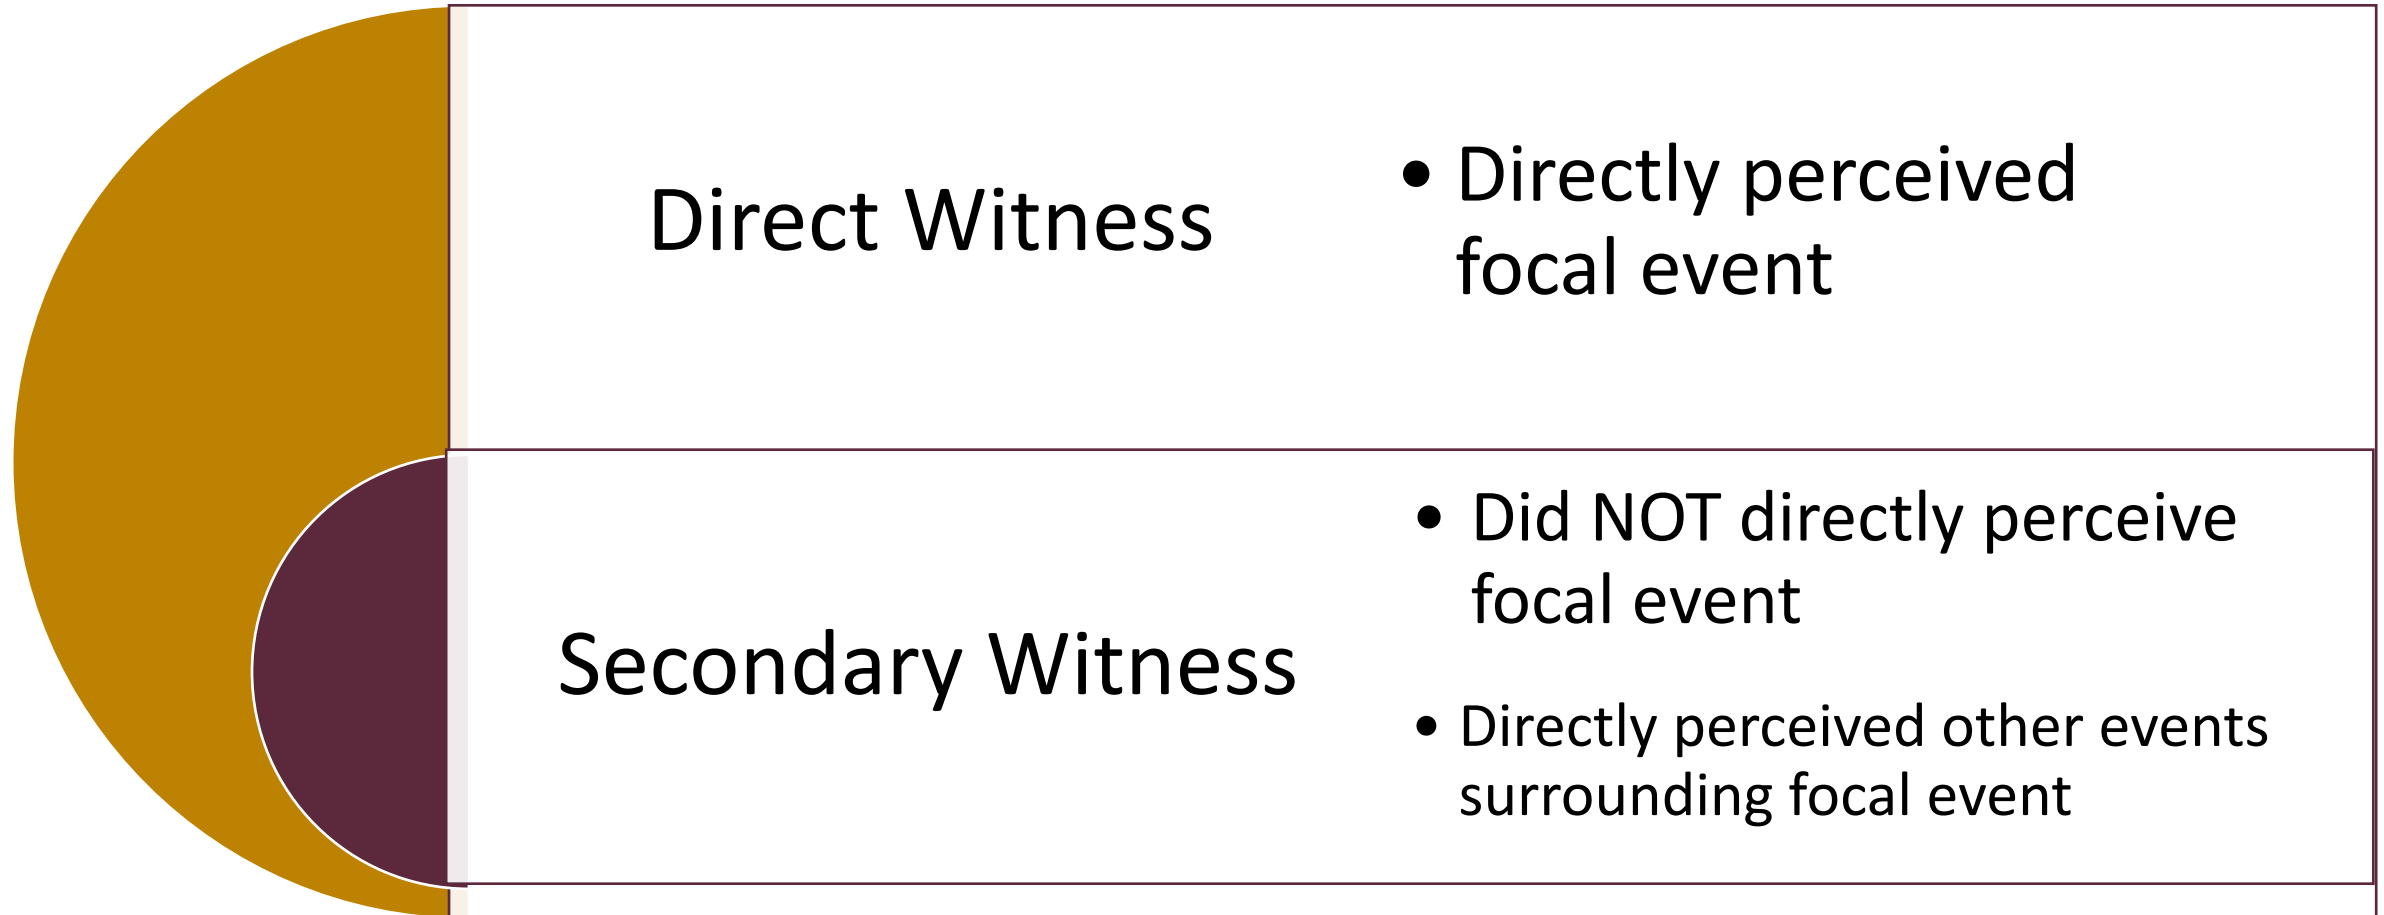 Direct Witness
• Directly perceived
focal event
Secondary Witness
• Did NOT directly perceive
focal event
• Directly perceived other events
surrounding focal event